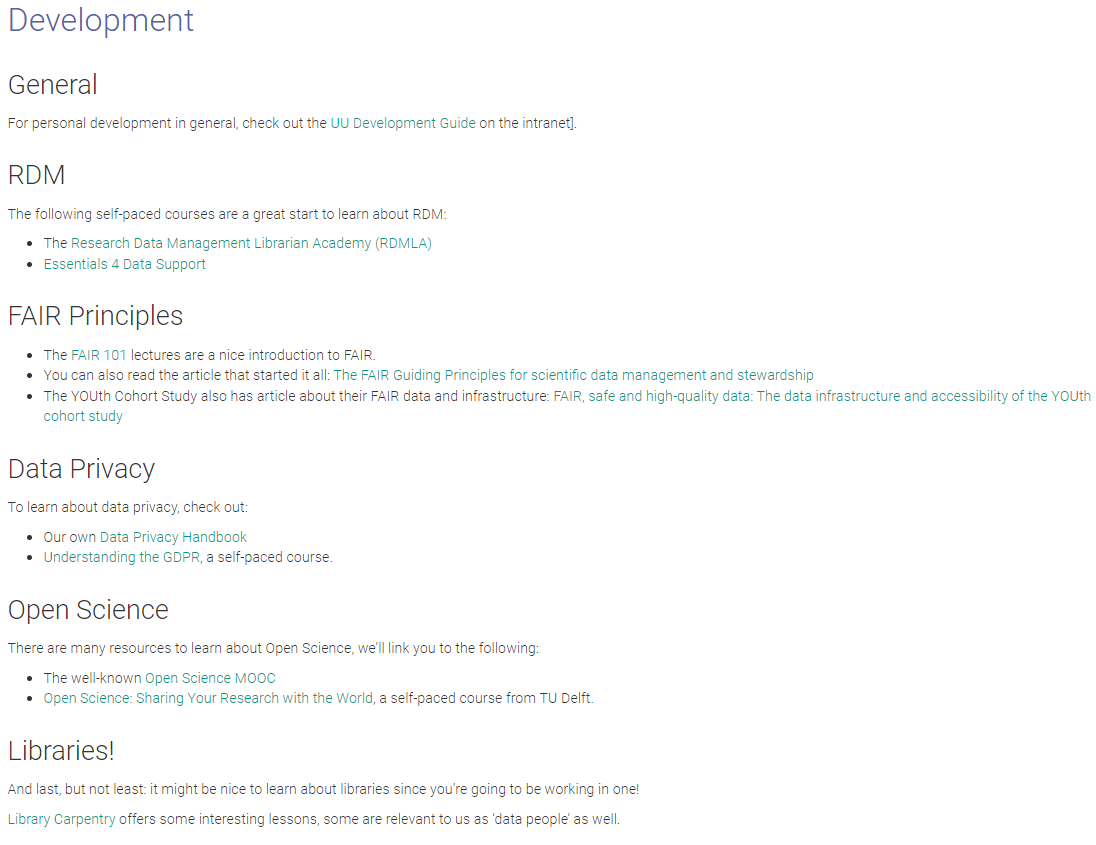 Development
General
For personal development in general, check out the UU Development Guide on the intranet].
RDM
The following self-paced courses are a great start to learn about RDM:
The Research Data Management Librarian Academy (RDMLA)
Essentials 4 Data Support
FAIR Principles
The FAIR 101 lectures are a nice introduction to FAIR.
You can also read the article that started it all: The FAIR Guiding Principles for scientific data management and stewardship
The YOUth Cohort Study also has article about their FAIR data and infrastructure: FAIR, safe and high-quality data: The data infrastructure and accessibility of the YOUth
cohort study
Data Privacy
To learn about data privacy, check out:
Our own Data Privacy Handbook
Understanding the GDPR, a self-paced course.
Open Science
There are many resources to learn about Open Science, we'll link you to the following:
The well-known Open Science MOOC
Open Science: Sharing Your Research with the World, a self-paced course from TU Delft.
Libraries!
And last, but not least: it might be nice to learn about libraries since you're going to be working in one!
Library Carpentry offers some interesting lessons, some are relevant to us as 'data people' as well.